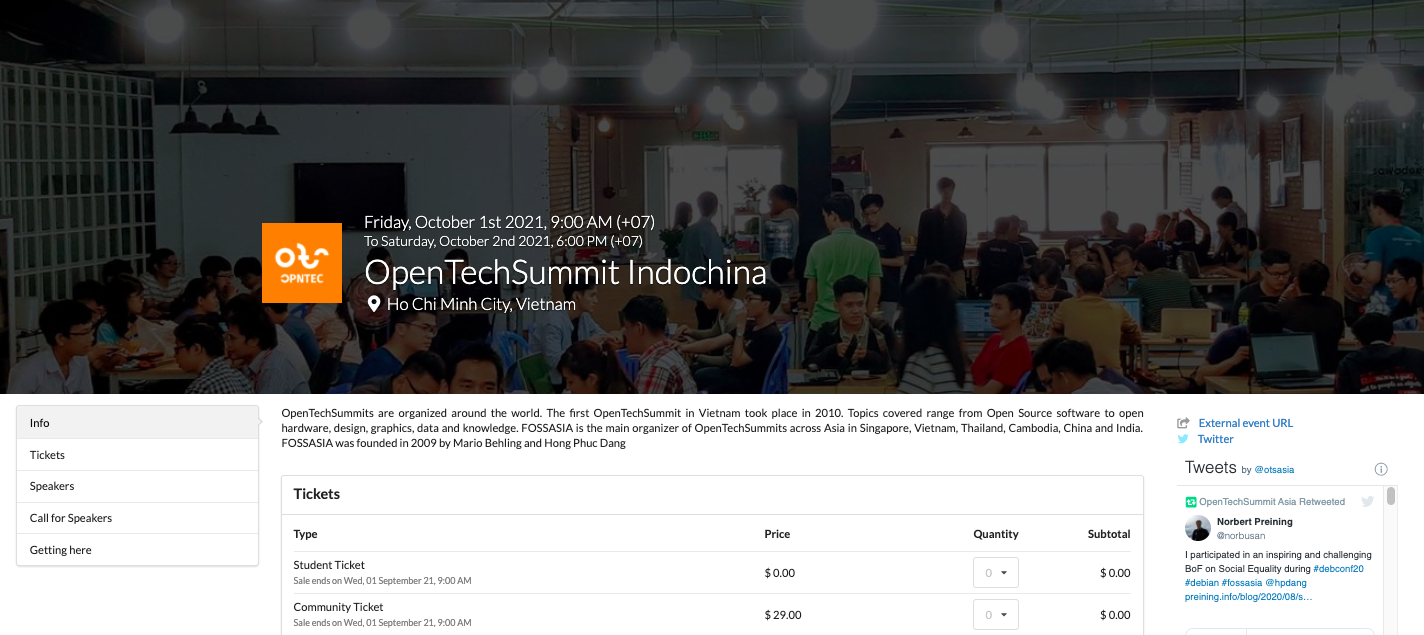 Friday, October 1st 2021, 9:00 AM (+07)
To Saturday, October 2nd 2021, 6:00 PM (+07)
OpenTechSummit Indochina
Ho Chi Minh City, Vietnam
OPNTEC
Info
Tickets
Speakers
Call for Speakers
Getting here
OpenTechSummits are organized around the world. The first OpenTechSummit in Vietnam took place in 2010. Topics covered range from Open Source software to open
hardware, design, graphics, data and knowledge. FOSSASIA is the main organizer of OpenTechSummits across Asia in Singapore, Vietnam, Thailand, Cambodia, China and India.
FOSSASIA was founded in 2009 by Mario Behling and Hong Phuc Dang
Tickets
Type Price Quantity Subtotal
Student Ticket
Sale ends on Wed, 01 September 21, 9:00 AM
$ 0.00 0 $ 0.00
Community Ticket
Sale ends on Wed, 01 September 21, 9:00 AM
$ 29.00 0 $ 0.00
External event URL
Twitter
Tweets by @otsasia
OpenTechSummit Asia Retweeted
Norbert Preining
@norbusan
I participated in an inspiring and challenging
BoF on Social Equality during #debconf20
#debian #fossasia @hpdang
preining.info/blog/2020/08/s…